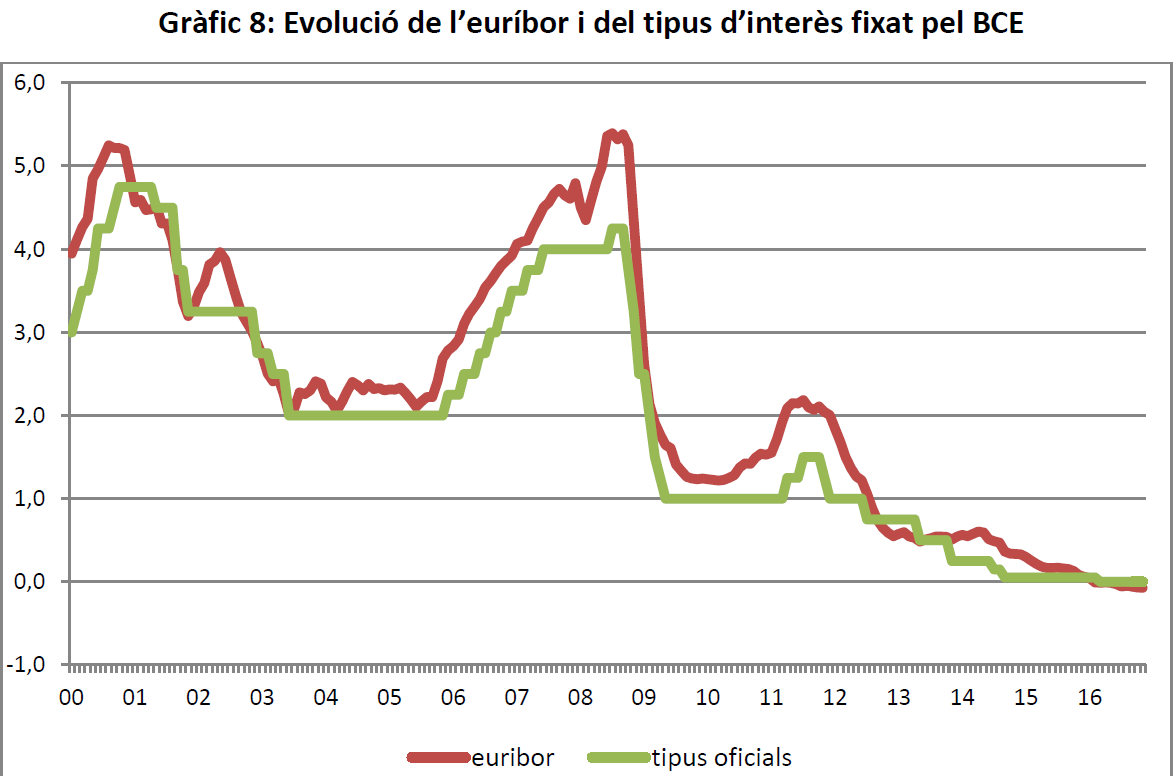 Gràfic 8: Evolució de l’euríbor i del tipus d’interès fixat pel BCE
6,0
5,0
4,0
3,0
2,0
1,0
0,0
-1,0
00 01 02 03 04 05 06 07 08 09 10 11 12 13 14 15 16
euribor tipus oficials